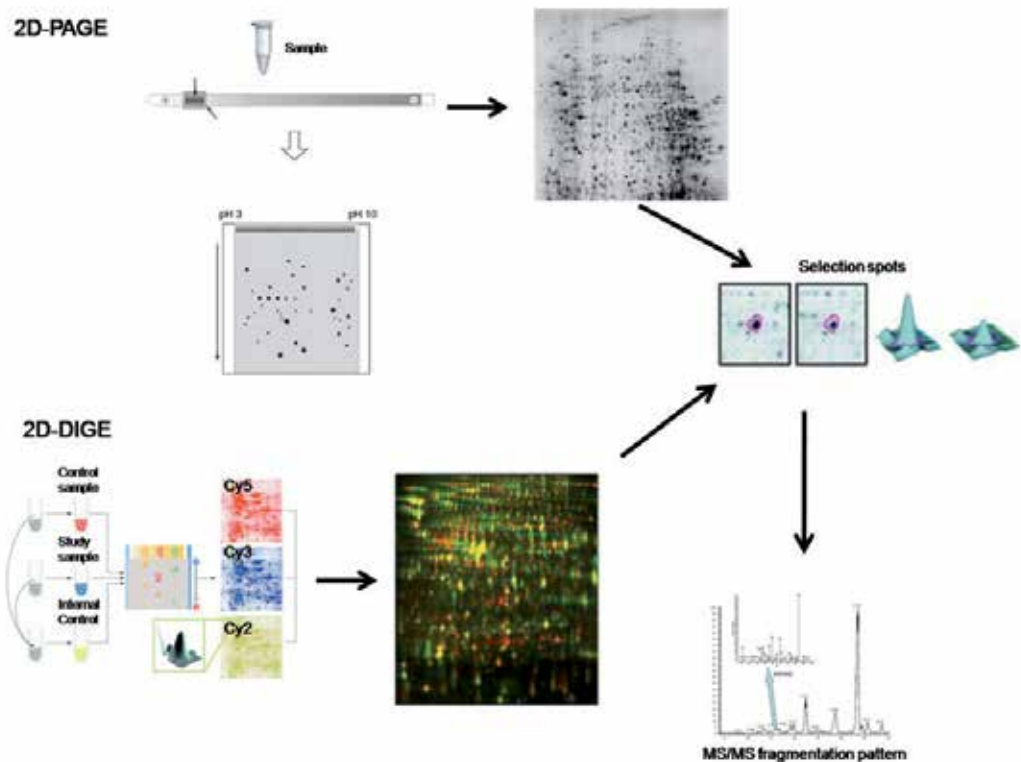 2D-PAGE
Sample
pH 3
pH 10
Selection spots
2D-DIGE
Control
sample
Study
sample
Internal
Control
Cy5
Cy3
Cy2
MS/MS fragmentation pattern